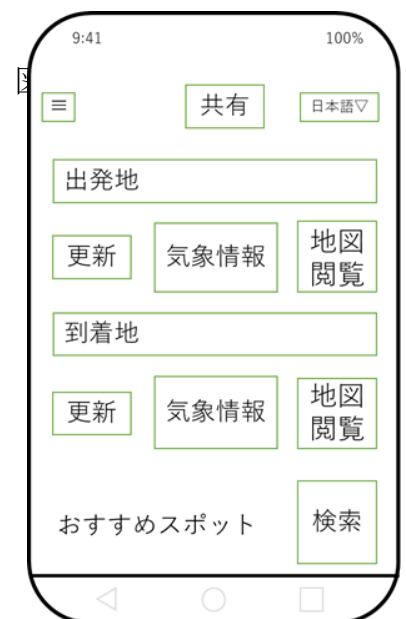 9:41 100%
≡ 共有 日本語▽
出発地
更新 気象情報 地図
閲覧
到着地
更新 気象情報 地図
閲覧
おすすめスポット 検索